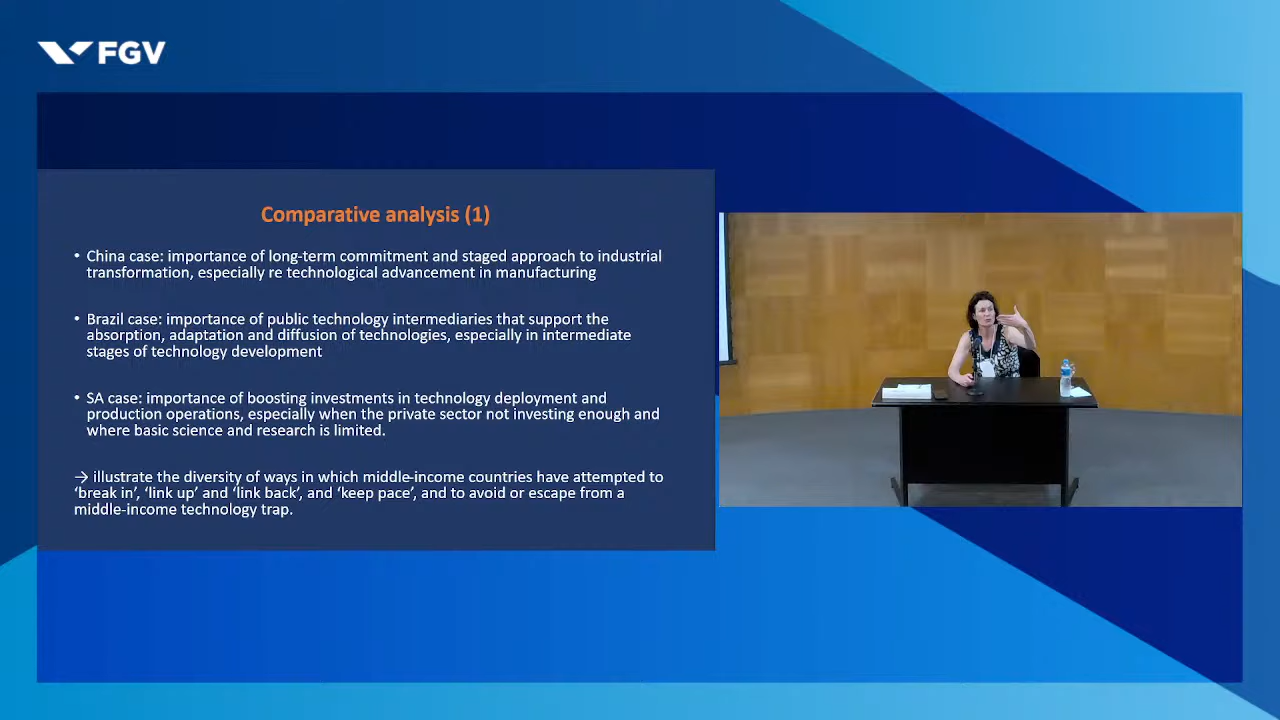 FGV
Comparative analysis (1)
• China case: importance of long-term commitment and staged approach to industrial
transformation, especially re technological advancement in manufacturing
• Brazil case: importance of public technology intermediaries that support the
absorption, adaptation and diffusion of technologies, especially in intermediate
stages of technology development
• SA case: importance of boosting investments in technology deployment and
production operations, especially when the private sector not investing enough and
where basic science and research is limited.
→ illustrate the diversity of ways in which middle-income countries have attempted to
‘break in’, ‘link up’ and ‘link back’, and ‘keep pace’, and to avoid or escape from a
middle-income technology trap.